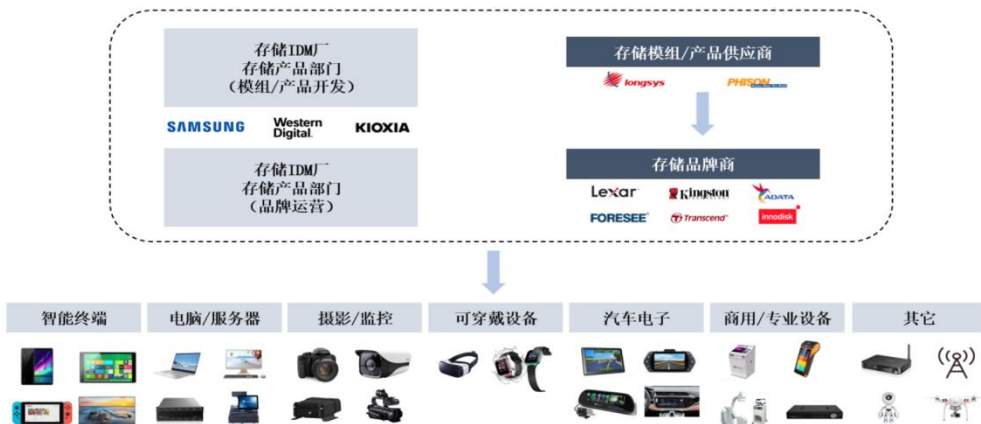 存储IDM厂
存储产品部门
（模组/产品开发）
SAMSUNG
Western
Digital.
KIOXIA
存储IDM厂
存储产品部门
（品牌运营）
存储模组/产品供应商
longsys
PHISON
存储品牌商
Lexar
Kingston
ADATA
FORESEE
Transcend
innodisk
智能终端
电脑/服务器
摄影/监控
可穿戴设备
汽车电子
商用/专业设备
其它